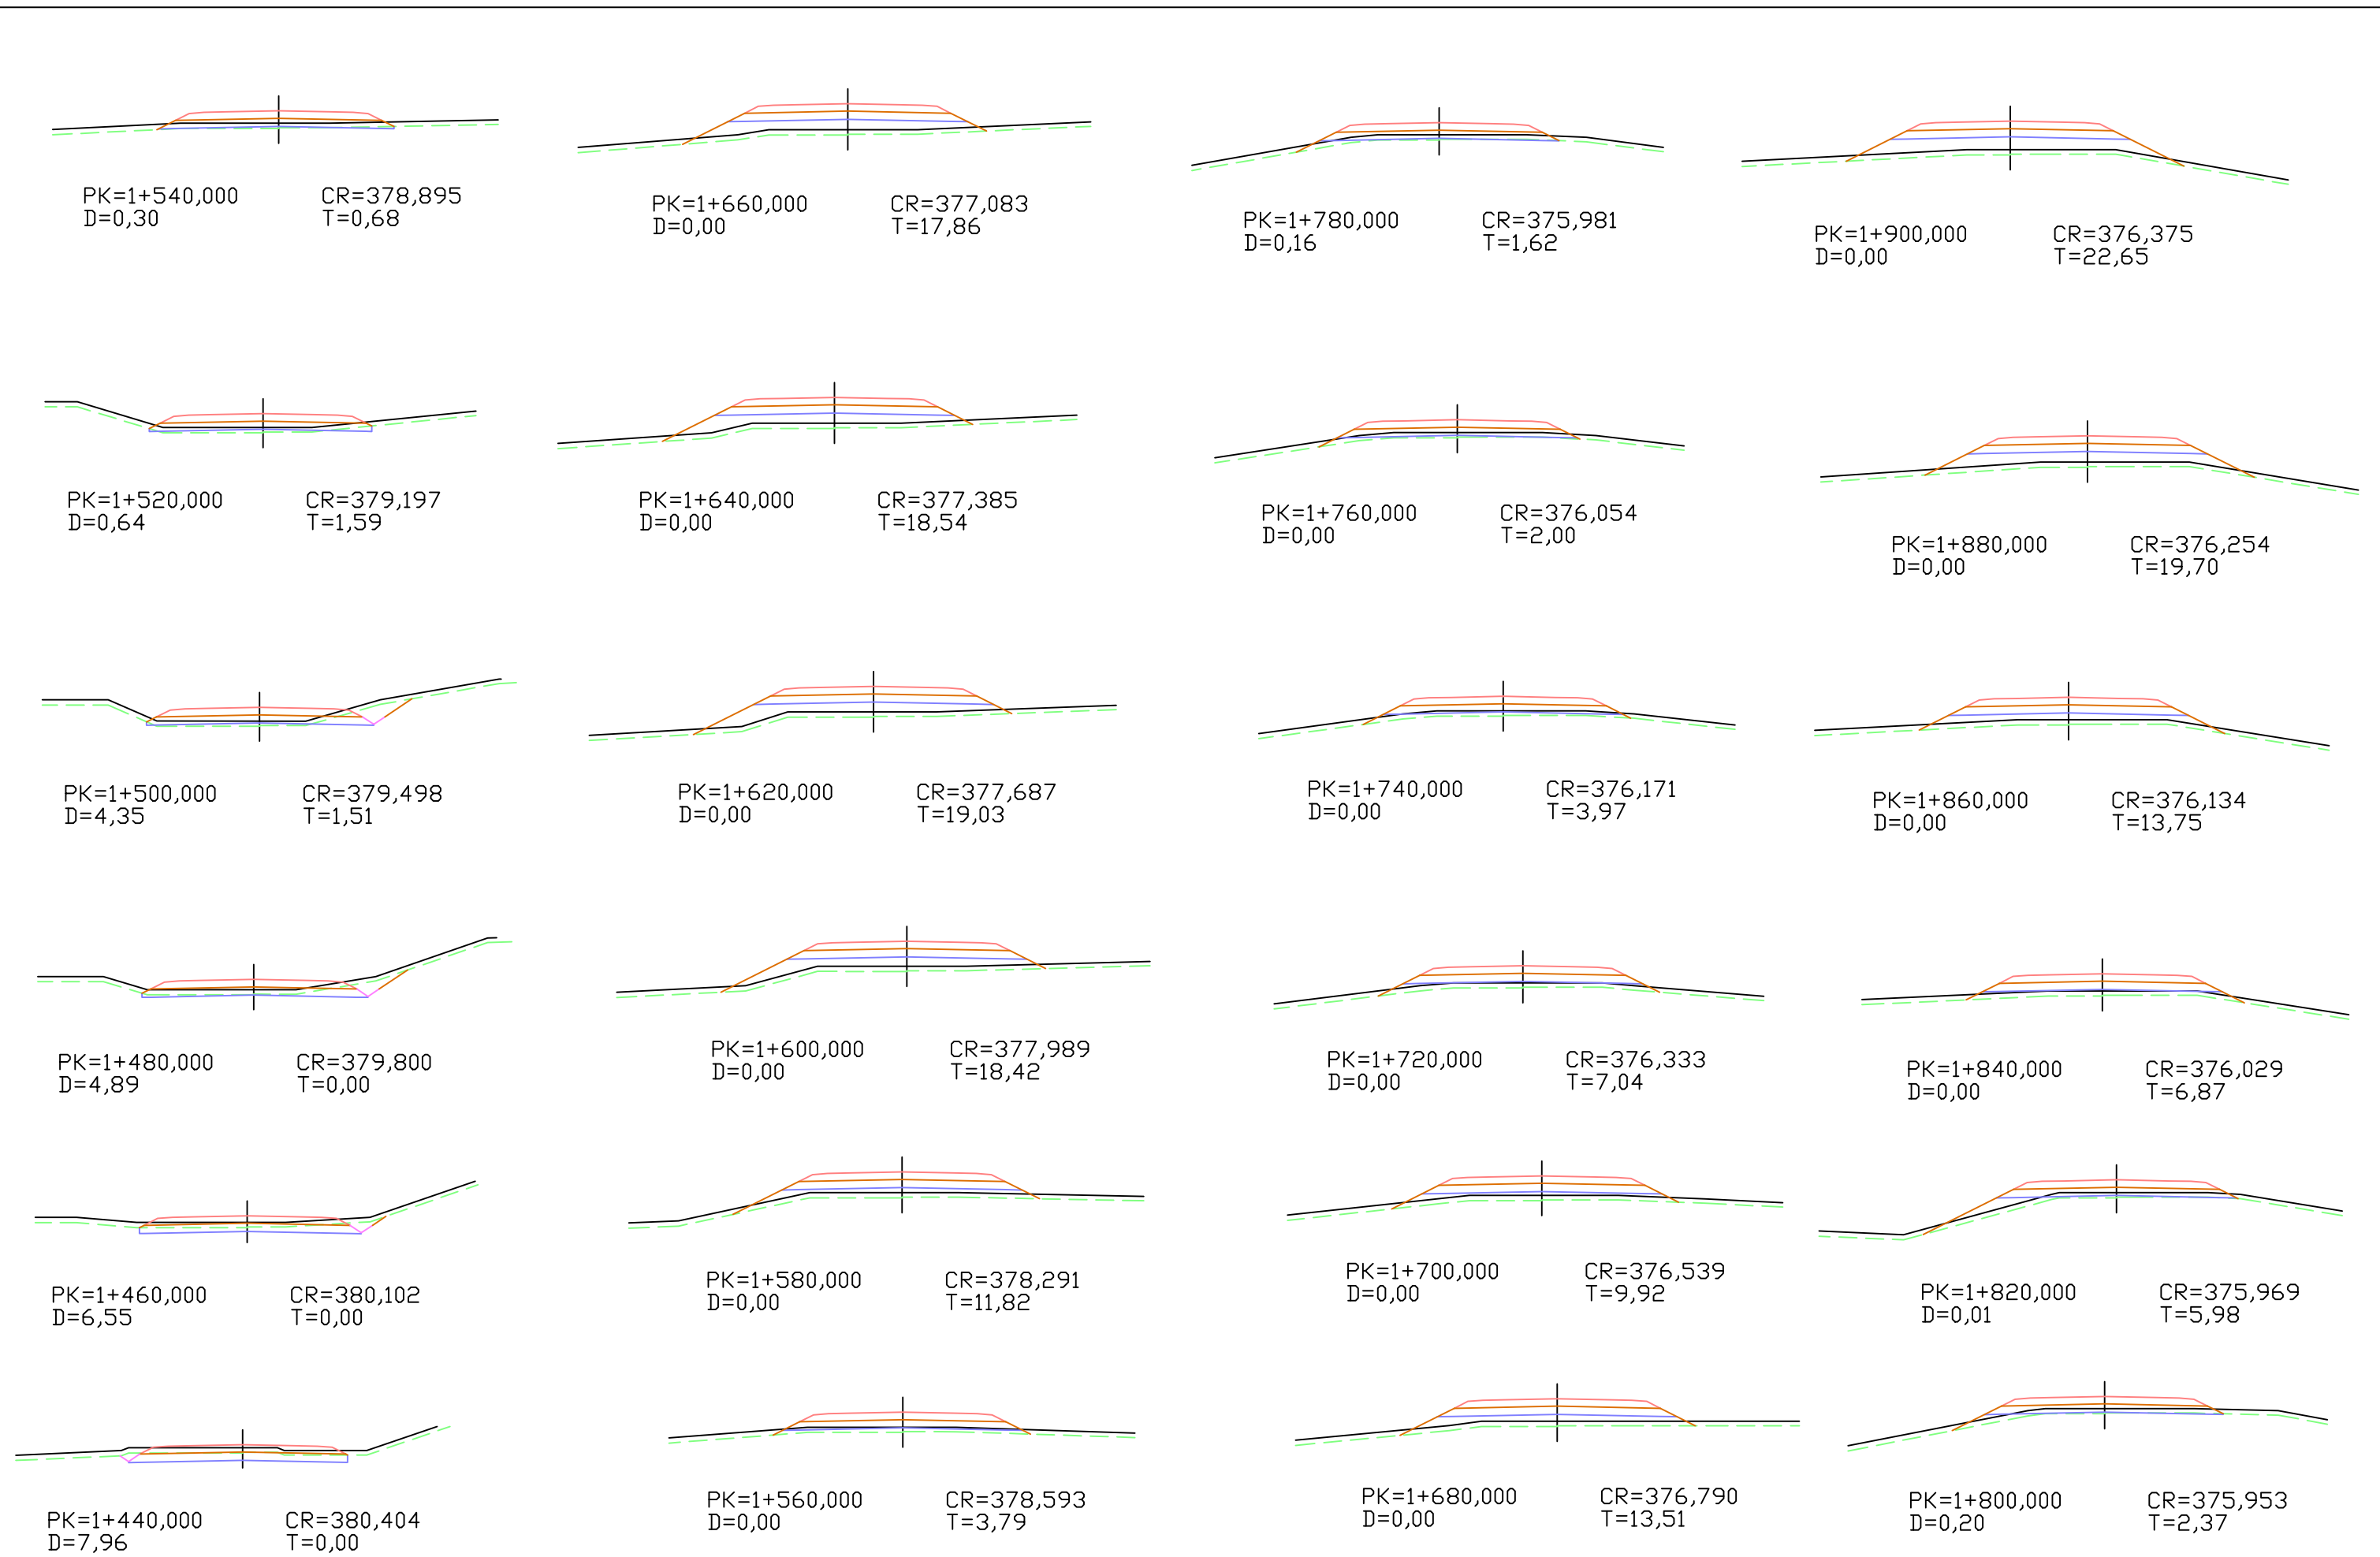 PK=1+540,000 CR=378,895
D=0,30 T=0,68
PK=1+660,000 CR=377,083
D=0,00 T=17,86
PK=1+780,000 CR=375,981
D=0,16 T=1,62
PK=1+900,000 CR=376,375
D=0,00 T=22,65
PK=1+520,000 CR=379,197
D=0,64 T=1,59
PK=1+640,000 CR=377,385
D=0,00 T=18,54
PK=1+760,000 CR=376,054
D=0,00 T=2,00
PK=1+880,000 CR=376,254
D=0,00 T=19,70
PK=1+500,000 CR=379,498
D=4,35 T=1,51
PK=1+620,000 CR=377,687
D=0,00 T=19,03
PK=1+740,000 CR=376,171
D=0,00 T=3,97
PK=1+860,000 CR=376,134
D=0,00 T=13,75
PK=1+480,000 CR=379,800
D=4,89 T=0,00
PK=1+600,000 CR=377,989
D=0,00 T=18,42
PK=1+720,000 CR=376,333
D=0,00 T=7,04
PK=1+840,000 CR=376,029
D=0,00 T=6,87
PK=1+460,000 CR=380,102
D=6,55 T=0,00
PK=1+580,000 CR=378,291
D=0,00 T=11,82
PK=1+700,000 CR=376,539
D=0,00 T=9,92
PK=1+820,000 CR=375,969
D=0,01 T=5,98
PK=1+440,000 CR=380,404
D=7,96 T=0,00
PK=1+560,000 CR=378,593
D=0,00 T=3,79
PK=1+680,000 CR=376,790
D=0,00 T=13,51
PK=1+800,000 CR=375,953
D=0,20 T=2,37